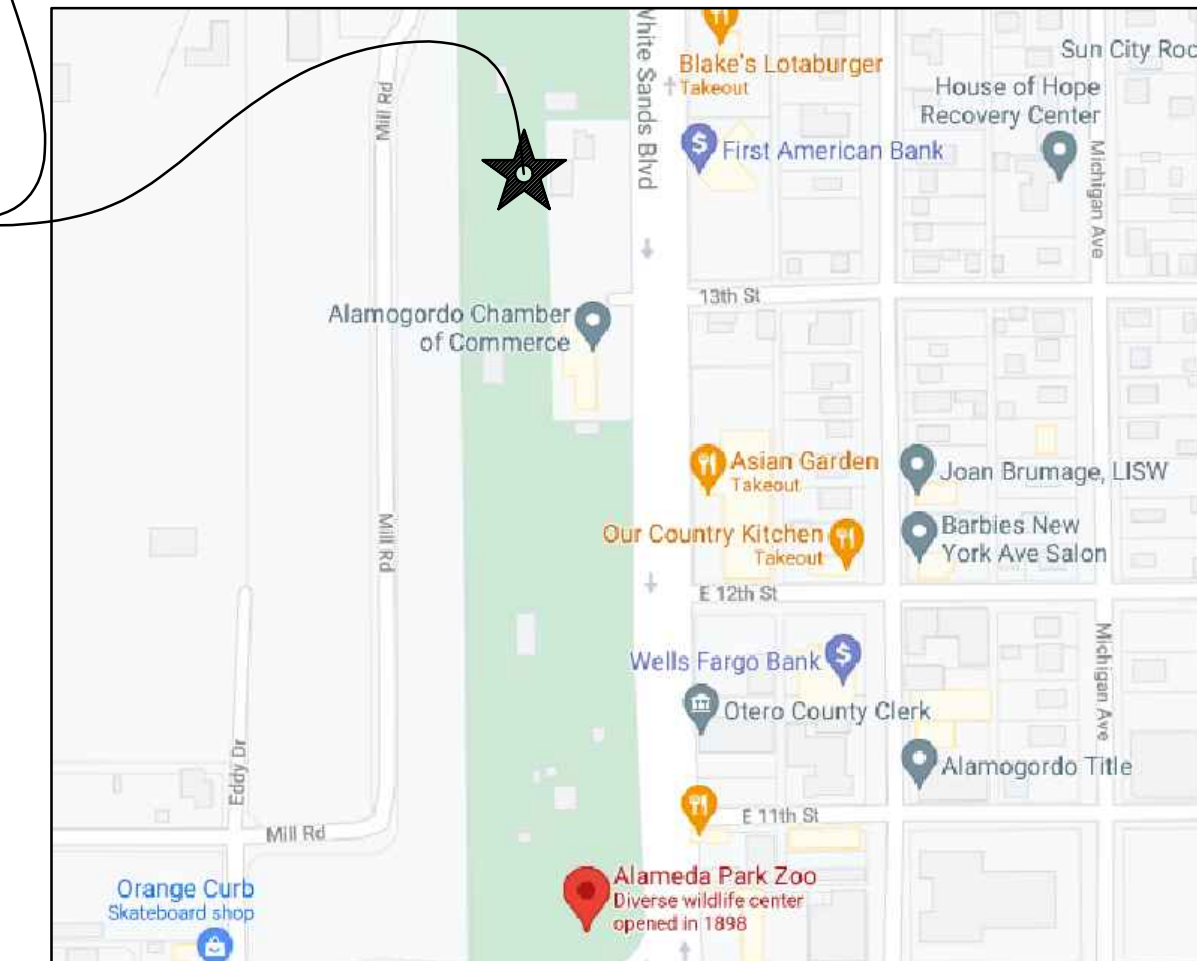 White Sands Blvd
Blake's Lotaburger
Takeout
Sun City Roc
House of Hope
Recovery Center
Mill Rd
First American Bank
Michigan Ave
13th St
Alamogordo Chamber
of Commerce
Asian Garden
Takeout
Joan Brumage, LISW
Mill Rd
Our Country Kitchen
Takeout
Barbies New
York Ave Salon
E 12th St
Wells Fargo Bank
Michigan Ave
Otero County Clerk
Eddy Dr
Alamogordo Title
E 11th St
Mill Rd
Orange Curb
Skateboard shop
Alameda Park Zoo
Diverse wildlife center
opened in 1898